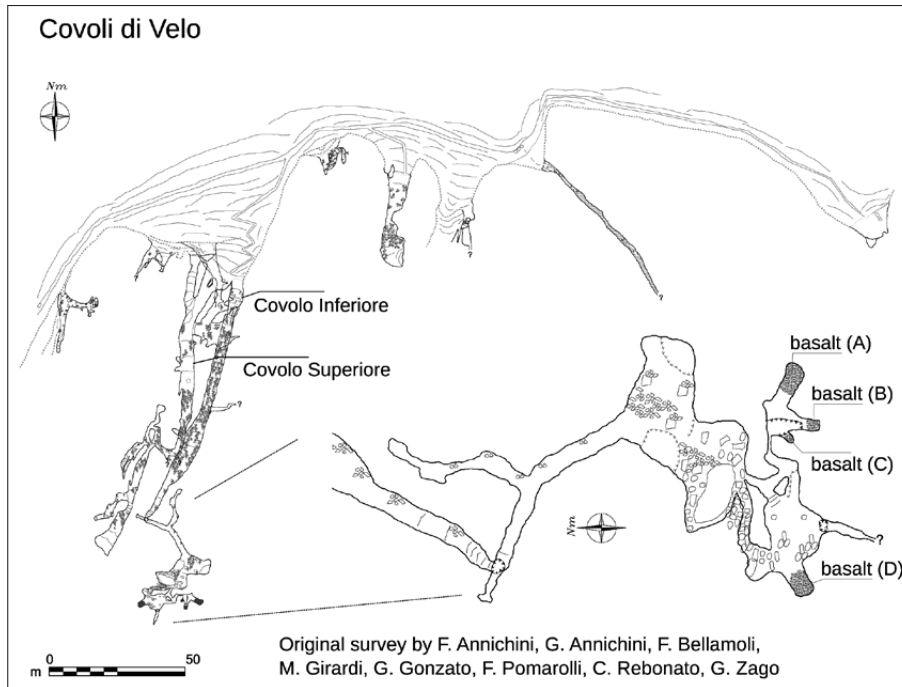 Covoli di Velo
Nm
Covolo Inferiore
Covolo Superiore
?
?
?
basalt (A)
basalt (B)
basalt (C)
Nm
?
basalt (D)
0 50
m
Original survey by F. Annichini, G. Annichini, F. Bellamoli,
M. Girardi, G. Gonzato, F. Pomarolli, C. Rebonato, G. Zago